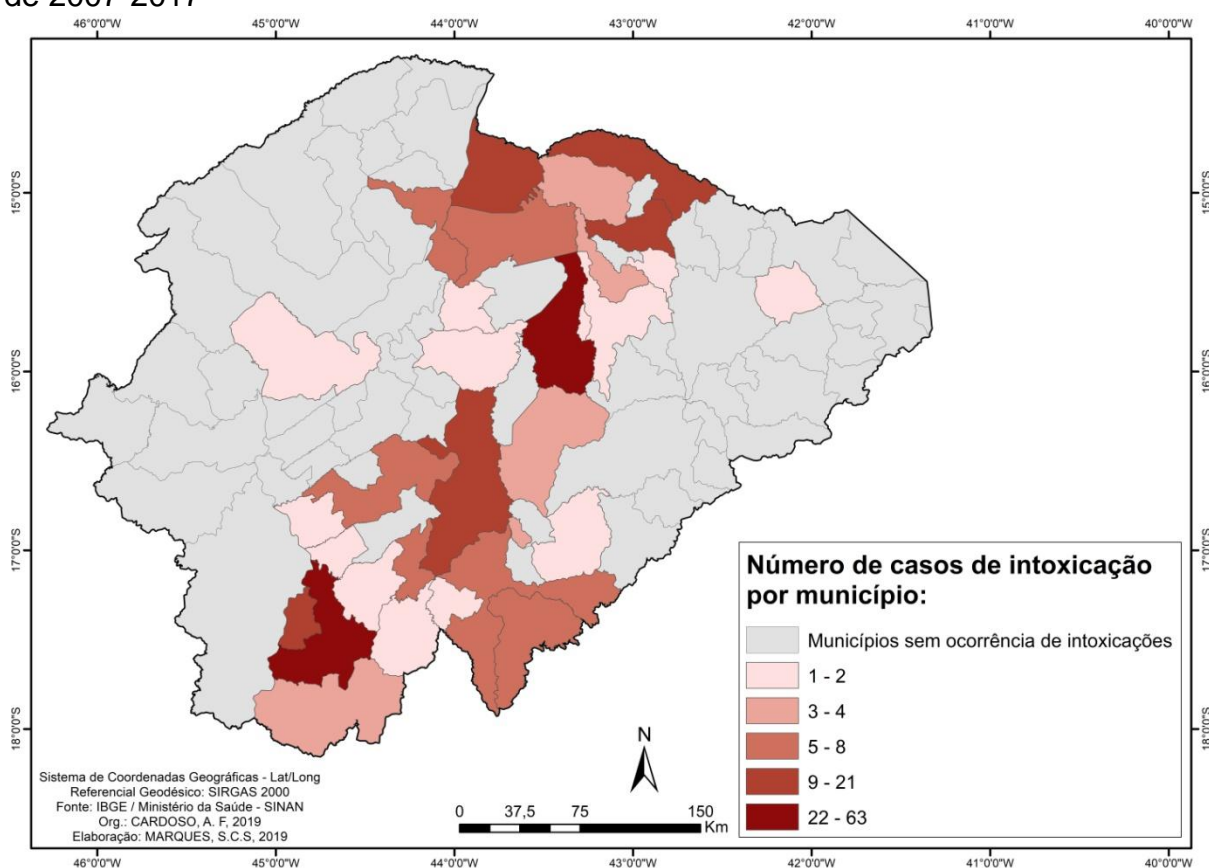 de 2007-2017
46°0'0"W 45°0'0"W 44°0'0"W 43°0'0"W 42°0'0"W 41°0'0"W 40°0'0"W
15°0'0"S 15°0'0"S
16°0'0"S 16°0'0"S
17°0'0"S 17°0'0"S
18°0'0"S 18°0'0"S
Número de casos de intoxicação
por município:
Municípios sem ocorrência de intoxicações
1 - 2
3 - 4
5 - 8
9 - 21
22 - 63
N
0 37,5 75 150
Km
Sistema de Coordenadas Geográficas - Lat/Long
Referencial Geodésico: SIRGAS 2000
Fonte: IBGE / Ministério da Saúde - SINAN
Org.: CARDOSO, A. F, 2019
Elaboração: MARQUES, S.C.S, 2019
46°0'0"W 45°0'0"W 44°0'0"W 43°0'0"W 42°0'0"W 41°0'0"W 40°0'0"W